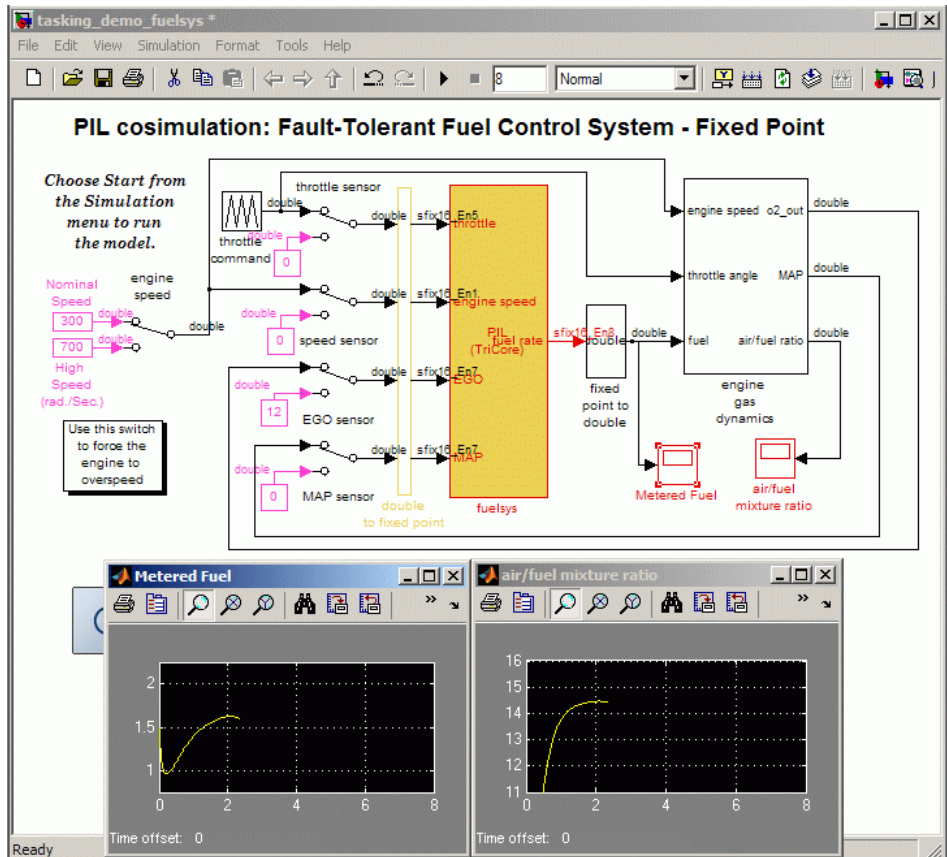 tasking_demo_fuelsys *
File Edit View Simulation Format Tools Help
8 Normal
PIL cosimulation: Fault-Tolerant Fuel Control System - Fixed Point
Choose Start from
the Simulation
menu to run
the model.
throttle sensor
double
throttle
command
double
0
double
sfix16_En5
throttle
engine speed
o2_out
double
throttle angle
MAP
double
fuel
air/fuel ratio
double
engine
gas
dynamics
Nominal
Speed
double
300
double
700
High
Speed
(rad./Sec.)
engine
speed
double
double
0
speed sensor
double
sfix16_En1
engine speed
PIL
(TriCore)
fuel rate
sfix16_En8
double
double
fixed
point to
double
double
12
EGO sensor
double
sfix16_En7
EGO
Use this switch
to force the
engine to
overspeed
double
0
MAP sensor
double
sfix16_En7
MAP
double
to fixed point
fuelsys
Metered Fuel
air/fuel
mixture ratio
Metered Fuel
2
1.5
1
0 2 4 6 8
Time offset: 0
air/fuel mixture ratio
16
15
14
13
12
11
0 2 4 6 8
Time offset: 0
Ready